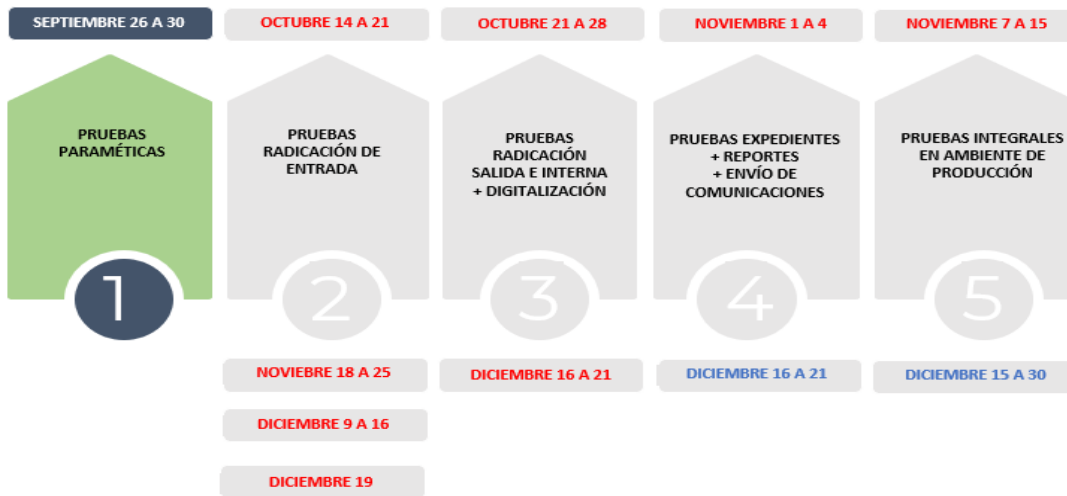 SEPTIEMBRE 26 A 30
OCTUBRE 14 A 21
OCTUBRE 21 A 28
NOVIEMBRE 1 A 4
NOVIEMBRE 7 A 15
PRUEBAS
PARAMÉTICAS
PRUEBAS
RADICACIÓN DE
ENTRADA
PRUEBAS
RADICACIÓN
SALIDA E INTERNA
+ DIGITALIZACIÓN
PRUEBAS EXPEDIENTES
+ REPORTES
+ ENVÍO DE
COMUNICACIONES
PRUEBAS INTEGRALES
EN AMBIENTE DE
PRODUCCIÓN
1
2
3
4
5
NOVIEBRE 18 A 25
DICIEMBRE 16 A 21
DICIEMBRE 16 A 21
DICIEMBRE 15 A 30
DICIEMBRE 9 A 16
DICIEMBRE 19